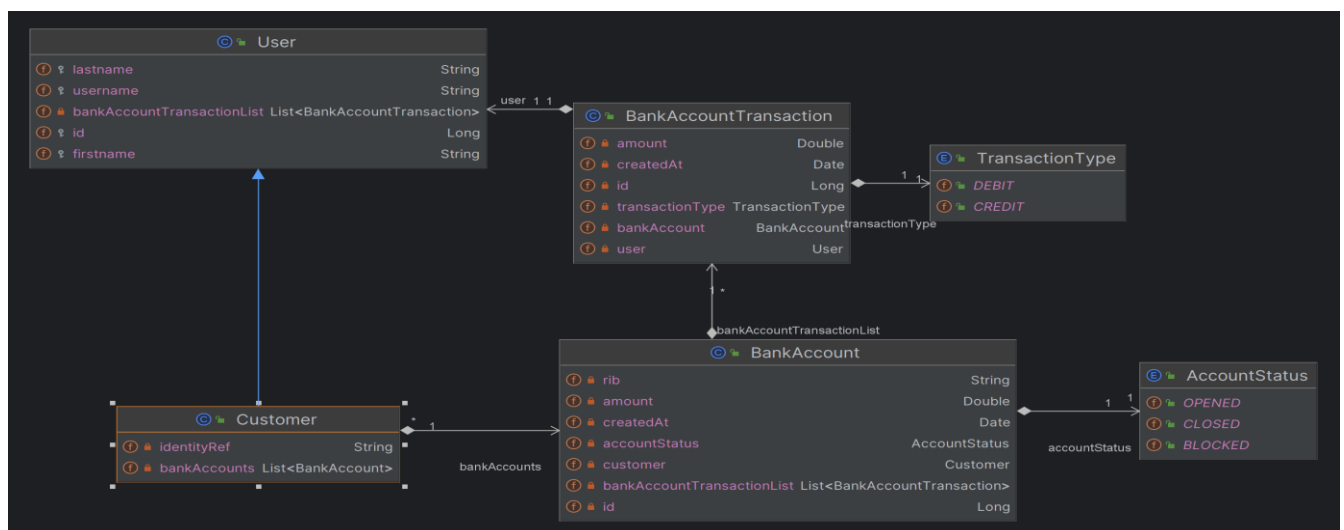 User
lastname String
username String
bankAccountTransactionList List<BankAccountTransaction>
id Long
firstname String
user 1 1
BankAccountTransaction
amount Double
createdAt Date
id Long
transactionType TransactionType
bankAccount BankAccount
user User
1 1
transactionType
TransactionType
DEBIT
CREDIT
1 *
bankAccountTransactionList
BankAccount
rib String
amount Double
createdAt Date
accountStatus AccountStatus
customer Customer
bankAccountTransactionList List<BankAccountTransaction>
id Long
Customer
identityRef String
bankAccounts List<BankAccount>
* 1
bankAccounts
1 1
accountStatus
AccountStatus
OPENED
CLOSED
BLOCKED